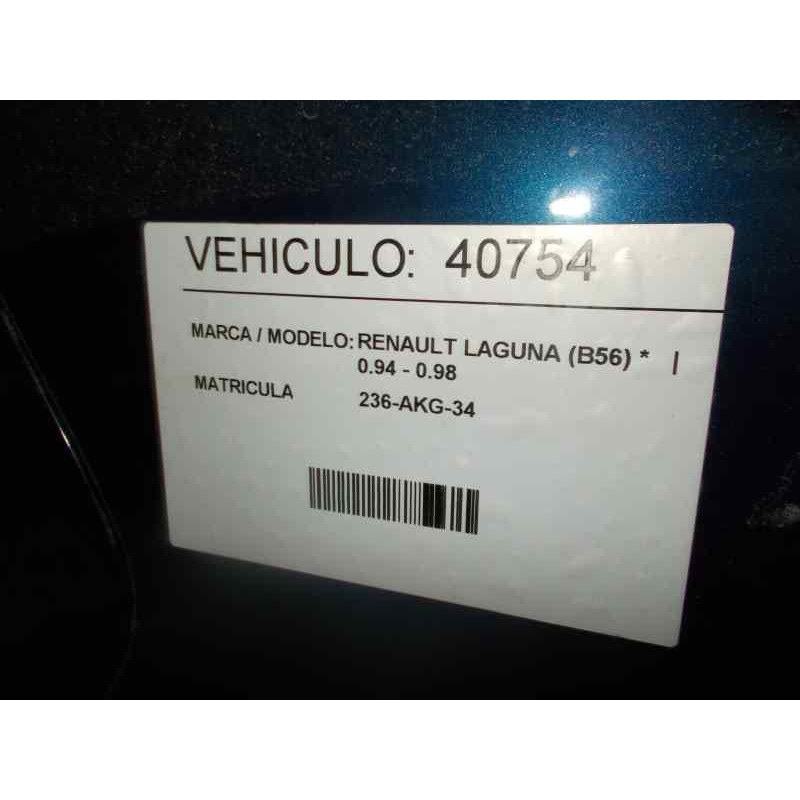 VEHICULO: 40754
MARCA / MODELO: RENAULT LAGUNA (B56) * |
0.94 - 0.98
MATRICULA 236-AKG-34